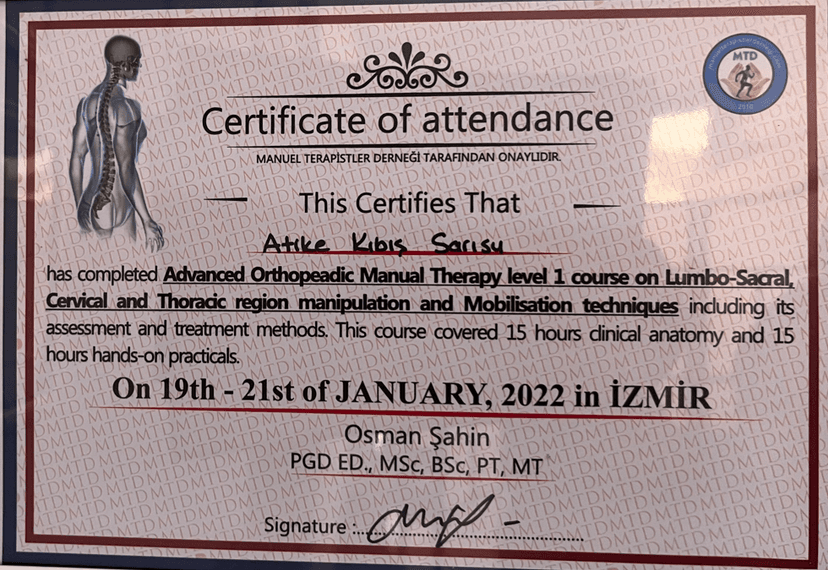 MTD
2010
Certificate of attendance
MANUEL TERAPİSTLER DERNEĞİ TARAFINDAN ONAYLIDIR.
This Certifies That
Atike Kıbış Sarısu
has completed Advanced Orthopeadic Manual Therapy level 1 course on Lumbo-Sacral,
Cervical and Thoracic region manipulation and Mobilisation techniques including its
assessment and treatment methods. This course covered 15 hours clinical anatomy and 15
hours hands-on practicals.
On 19th - 21st of JANUARY, 2022 in İZMİR
Osman Şahin
PGD ED., MSc, BSc, PT, MT
Signature :